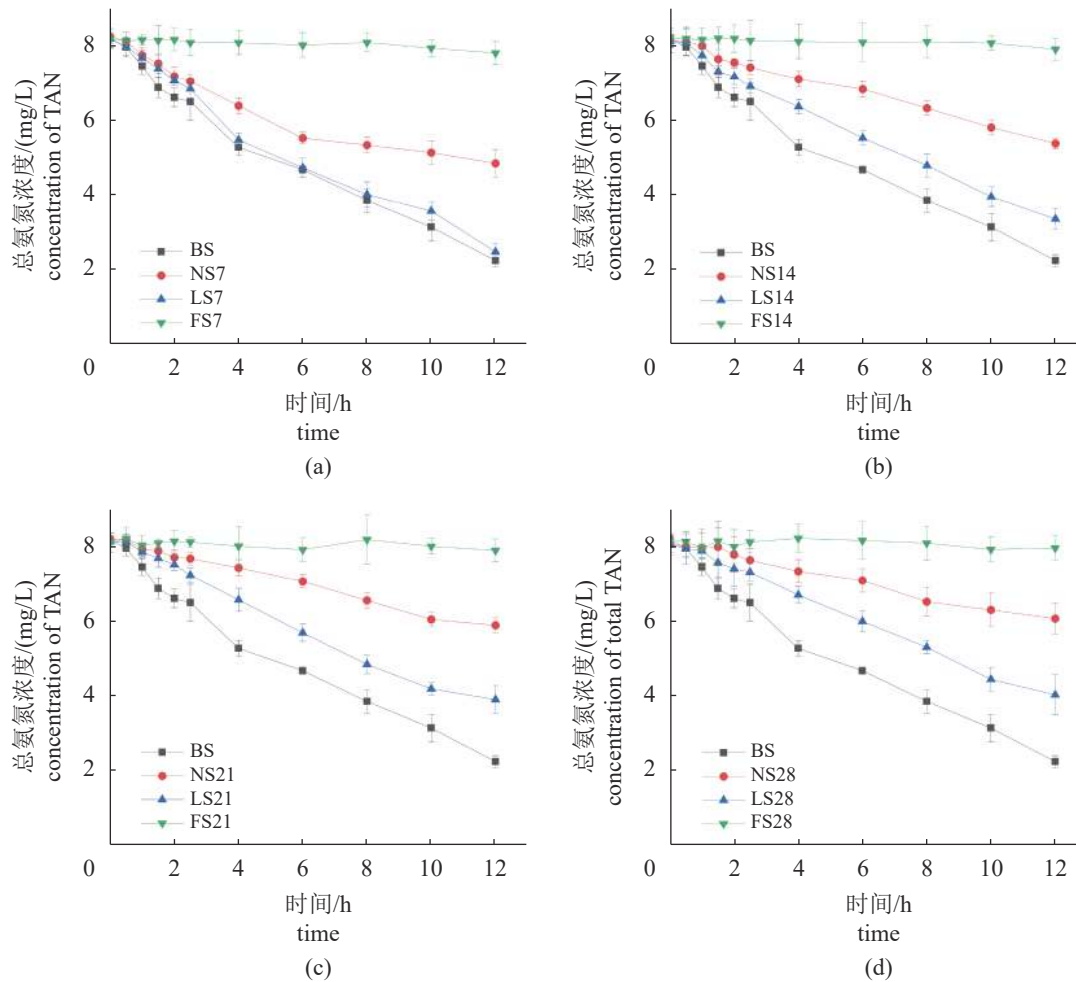 总氨氮浓度/(mg/L)
concentration of TAN
8
6
4
2
0
BS
NS7
LS7
FS7
2
4
6
8
10
12
时间/h
time
(a)
总氨氮浓度/(mg/L)
concentration of TAN
8
6
4
2
0
BS
NS14
LS14
FS14
2
4
6
8
10
12
时间/h
time
(b)
总氨氮浓度/(mg/L)
concentration of TAN
8
6
4
2
0
BS
NS21
LS21
FS21
2
4
6
8
10
12
时间/h
time
(c)
总氨氮浓度/(mg/L)
concentration of total TAN
8
6
4
2
0
BS
NS28
LS28
FS28
2
4
6
8
10
12
时间/h
time
(d)